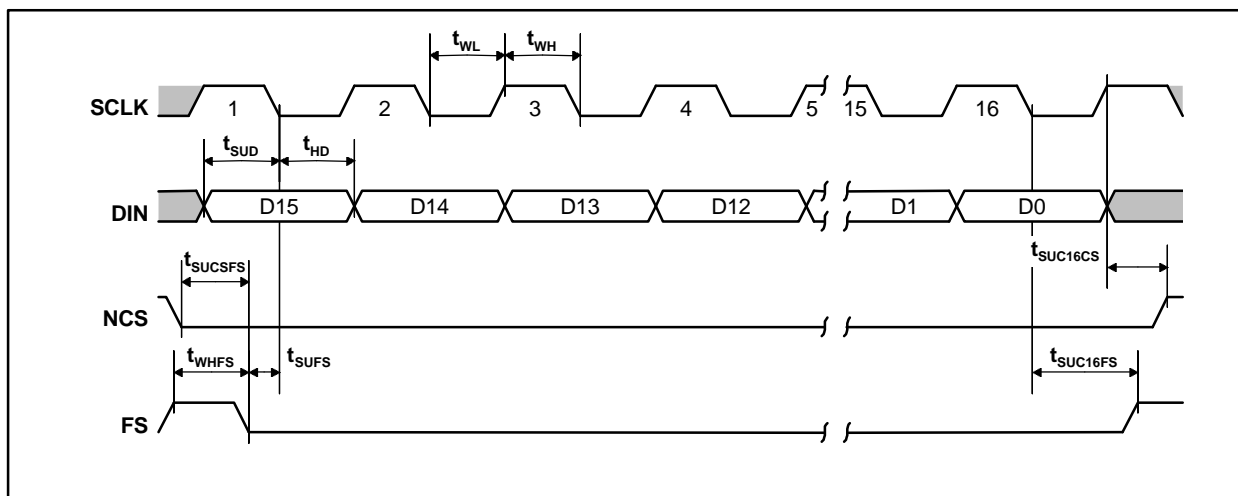 tWL tWH
SCLK 1 2 3 4 5 15 16
tSUD tHD
DIN D15 D14 D13 D12 D1 D0
tSUCSFS tSUC16CS
NCS
tWHFS tSUFS tSUC16FS
FS